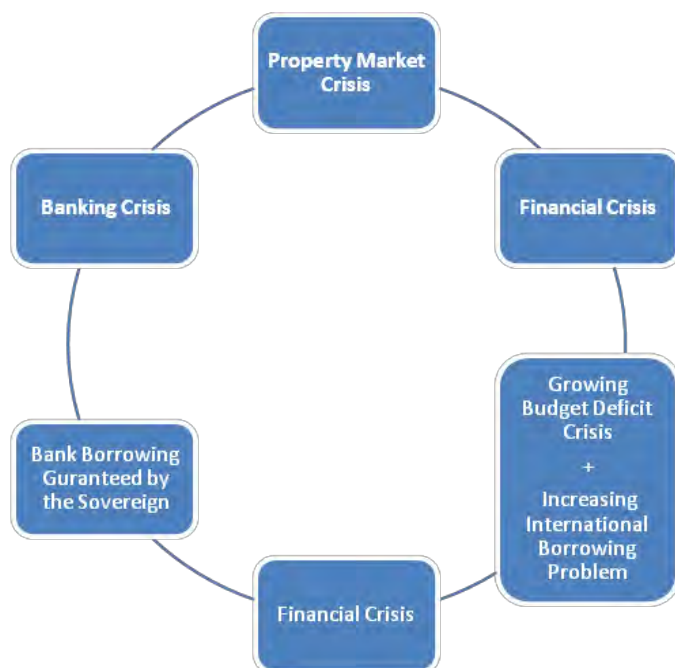 Property Market
Crisis
Financial Crisis
Growing
Budget Deficit
Crisis
+
Increasing
International
Borrowing
Problem
Financial Crisis
Bank Borrowing
Guranteed by
the Sovereign
Banking Crisis